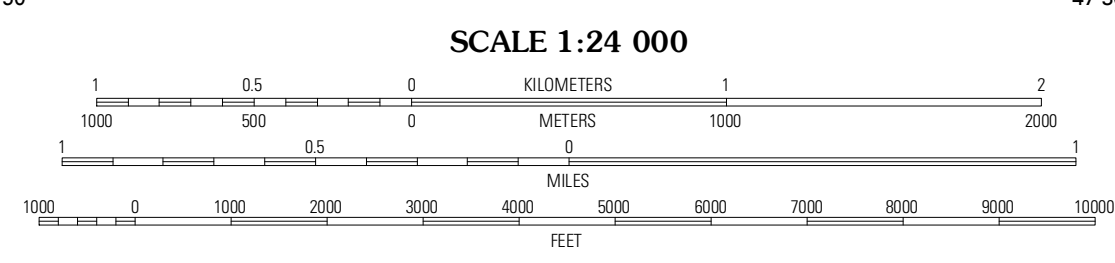 SCALE 1:24 000
1 0.5 0 KILOMETERS 1 2
1000 500 0 METERS 1000 2000
1 0.5 0 1
MILES
1000 0 1000 2000 3000 4000 5000 6000 7000 8000 9000 10000
FEET